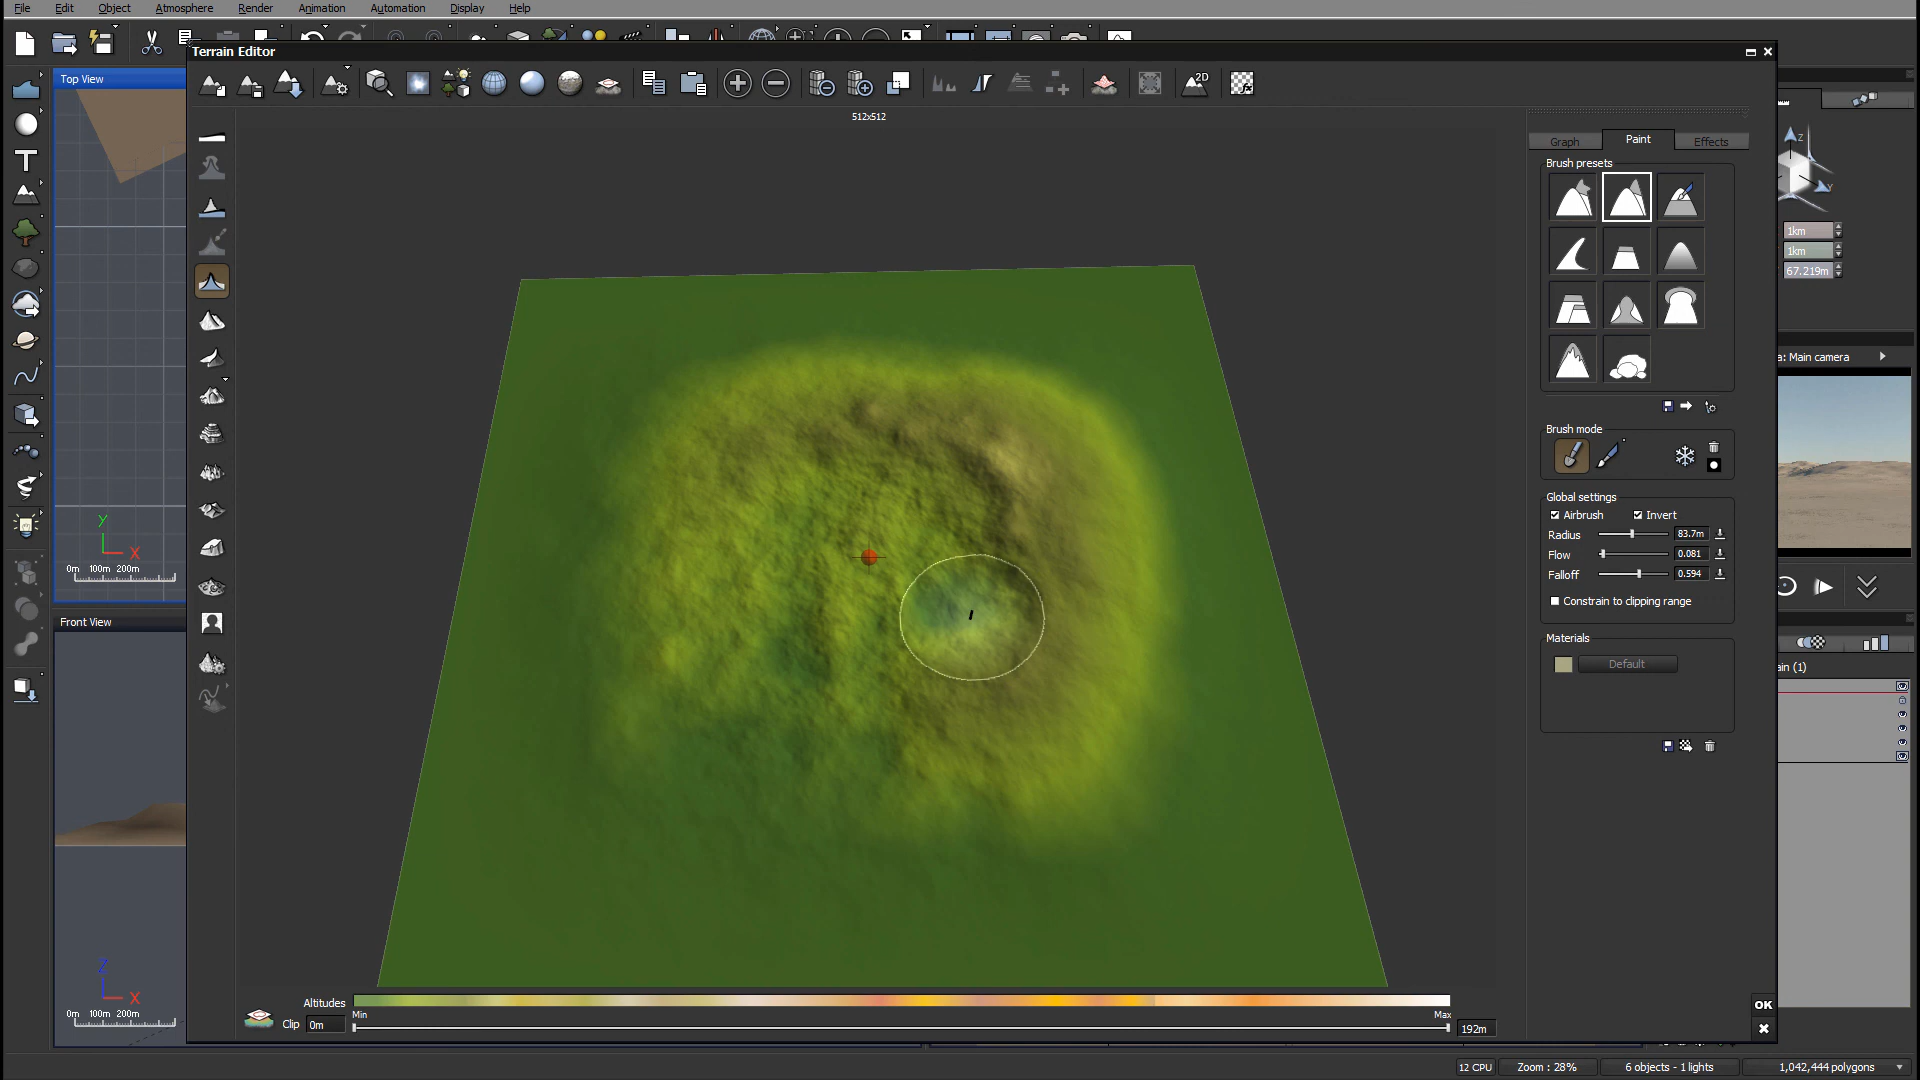 File Edit Object Atmosphere Render Animation Automation Display Help
Terrain Editor
Top View
2D
512x512
Graph Paint Effects
Brush presets
Z
Y
1km
1km
67.219m
a: Main camera
Brush mode
Global settings
Airbrush Invert
Radius 83.7m
Flow 0.081
Falloff 0.594
Constrain to clipping range
Materials
Default
ain (1)
Y
X
0m 100m 200m
Front View
Z
X
0m 100m 200m
Altitudes
Min Max
Clip 0m 192m
OK
12 CPU Zoom : 28% 6 objects - 1 lights 1,042,444 polygons